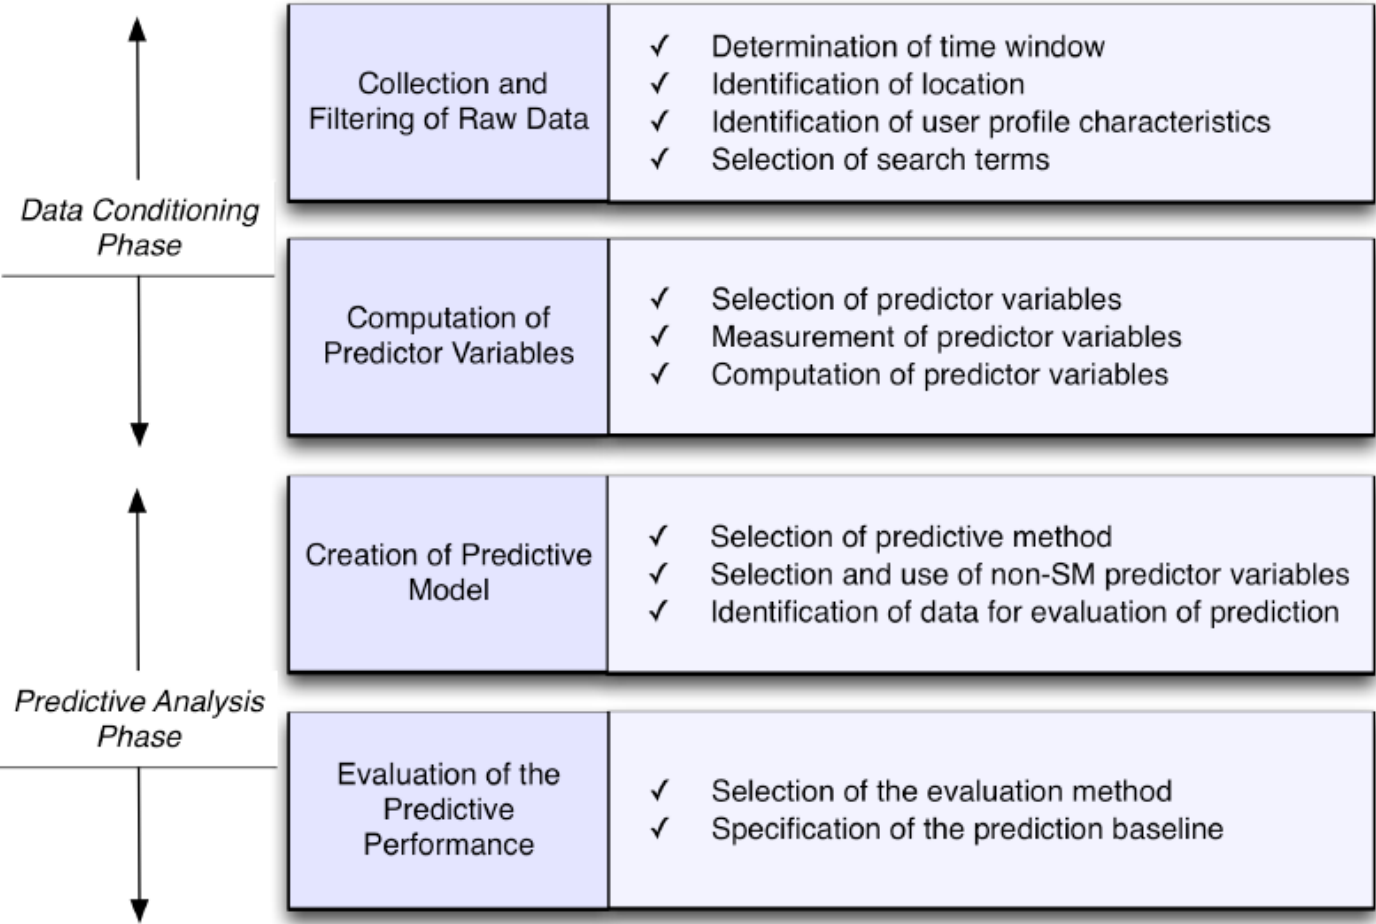 Data Conditioning
Phase
Collection and
Filtering of Raw Data
✓ Determination of time window
✓ Identification of location
✓ Identification of user profile characteristics
✓ Selection of search terms
Computation of
Predictor Variables
✓ Selection of predictor variables
✓ Measurement of predictor variables
✓ Computation of predictor variables
Predictive Analysis
Phase
Creation of Predictive
Model
✓ Selection of predictive method
✓ Selection and use of non-SM predictor variables
✓ Identification of data for evaluation of prediction
Evaluation of the
Predictive
Performance
✓ Selection of the evaluation method
✓ Specification of the prediction baseline